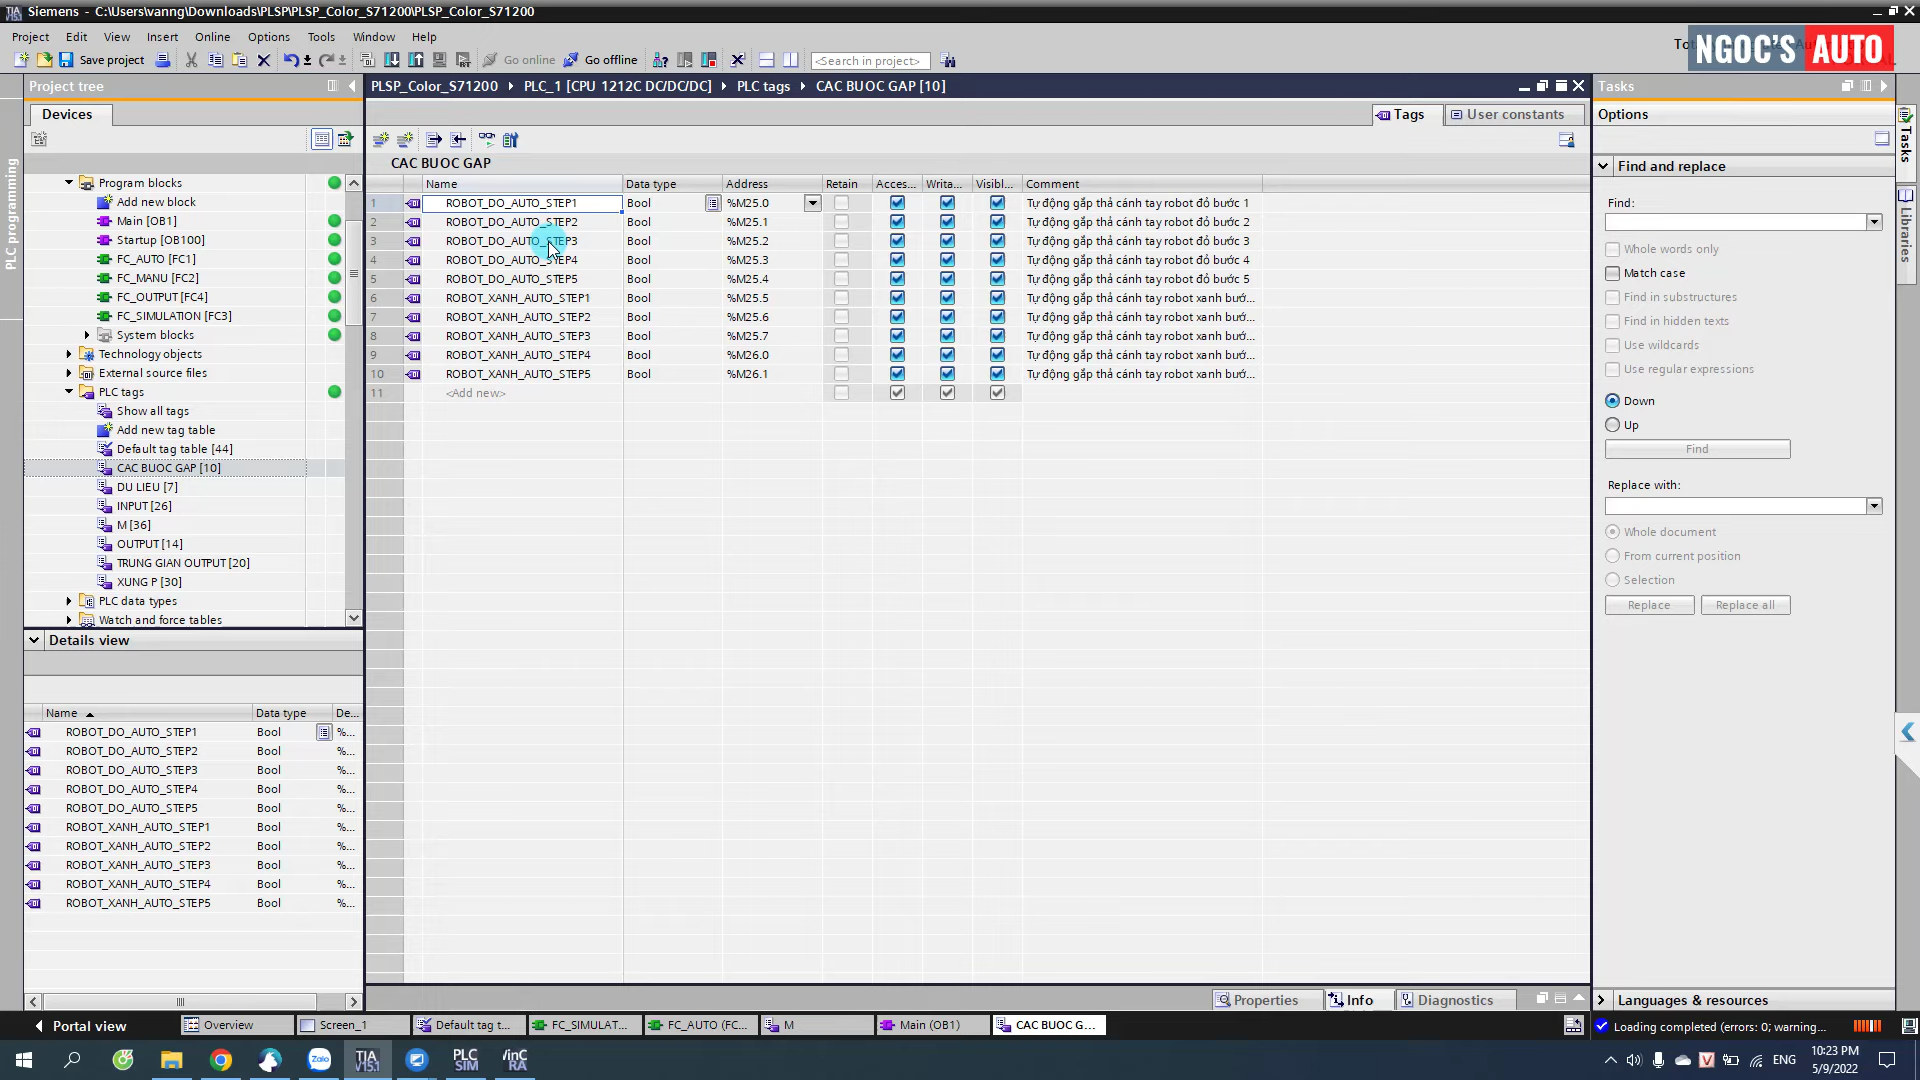 Siemens - C:\Users\vanng\Downloads\PLSP\PLSP_Color_S71200\PLSP_Color_S71200
Project Edit View Insert Online Options Tools Window Help
NGOC'S AUTO
Save project
Go online
Go offline
<Search in project>
Project tree
PLSP_Color_S71200 PLC_1 [CPU 1212C DC/DC/DC] PLC tags CAC BUOC GAP [10]
Tasks
Devices
Tags
User constants
Options
PLC programming
Tasks
Libraries
CAC BUOC GAP
Name Data type Address Retain Acces... Writa... Visibl... Comment
1 ROBOT_DO_AUTO_STEP1 Bool %M25.0 Tự động gắp thả cánh tay robot đỏ bước 1
2 ROBOT_DO_AUTO_STEP2 Bool %M25.1 Tự động gắp thả cánh tay robot đỏ bước 2
3 ROBOT_DO_AUTO_STEP3 Bool %M25.2 Tự động gắp thả cánh tay robot đỏ bước 3
4 ROBOT_DO_AUTO_STEP4 Bool %M25.3 Tự động gắp thả cánh tay robot đỏ bước 4
5 ROBOT_DO_AUTO_STEP5 Bool %M25.4 Tự động gắp thả cánh tay robot đỏ bước 5
6 ROBOT_XANH_AUTO_STEP1 Bool %M25.5 Tự động gắp thả cánh tay robot xanh bướ...
7 ROBOT_XANH_AUTO_STEP2 Bool %M25.6 Tự động gắp thả cánh tay robot xanh bướ...
8 ROBOT_XANH_AUTO_STEP3 Bool %M25.7 Tự động gắp thả cánh tay robot xanh bướ...
9 ROBOT_XANH_AUTO_STEP4 Bool %M26.0 Tự động gắp thả cánh tay robot xanh bướ...
10 ROBOT_XANH_AUTO_STEP5 Bool %M26.1 Tự động gắp thả cánh tay robot xanh bướ...
11 <Add new>
Program blocks
Add new block
Main [OB1]
Startup [OB100]
FC_AUTO [FC1]
FC_MANU [FC2]
FC_OUTPUT [FC4]
FC_SIMULATION [FC3]
System blocks
Technology objects
External source files
PLC tags
Show all tags
Add new tag table
Default tag table [44]
CAC BUOC GAP [10]
DU LIEU [7]
INPUT [26]
M [36]
OUTPUT [14]
TRUNG GIAN OUTPUT [20]
XUNG P [30]
PLC data types
Watch and force tables
Details view
Name Data type De...
ROBOT_DO_AUTO_STEP1 Bool %...
ROBOT_DO_AUTO_STEP2 Bool %...
ROBOT_DO_AUTO_STEP3 Bool %...
ROBOT_DO_AUTO_STEP4 Bool %...
ROBOT_DO_AUTO_STEP5 Bool %...
ROBOT_XANH_AUTO_STEP1 Bool %...
ROBOT_XANH_AUTO_STEP2 Bool %...
ROBOT_XANH_AUTO_STEP3 Bool %...
ROBOT_XANH_AUTO_STEP4 Bool %...
ROBOT_XANH_AUTO_STEP5 Bool %...
Find and replace
Find:
Whole words only
Match case
Find in substructures
Find in hidden texts
Use wildcards
Use regular expressions
Down
Up
Find
Replace with:
Whole document
From current position
Selection
Replace
Replace all
Languages & resources
Properties
Info
Diagnostics
Portal view
Overview
Screen_1
Default tag t...
FC_SIMULAT...
FC_AUTO (FC...
M
Main (OB1)
CAC BUOC G...
Loading completed (errors: 0; warning...
Zalo
TIA V15.1
PLC SIM
ENG
10:23 PM
5/9/2022